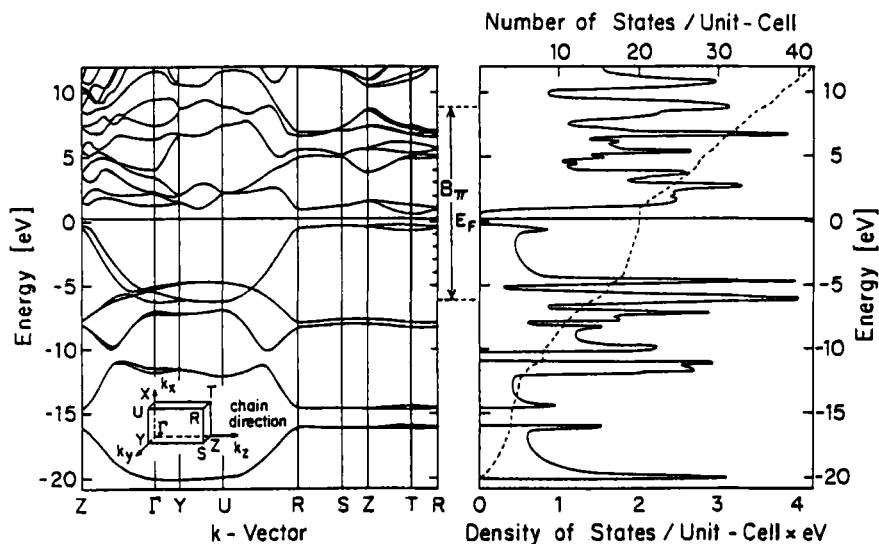 Number of States / Unit-Cell
10 20 30 40
Energy [eV]
10
5
0
-5
-10
-15
-20
Bπ
E_F
X k_x T
U R
chain direction
Γ
Y Z k_z
k_y S
Z Γ Y U R S Z T R
k - Vector
10
5
0
-5
-10
-15
-20
Energy [eV]
0 1 2 3 4
Density of States / Unit-Cell × eV